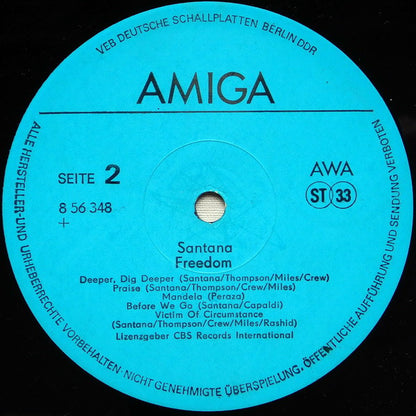 VEB DEUTSCHE SCHALLPLATTEN BERLIN DDR
AMIGA
SEITE 2
AWA
8 56 348
ST 33
+
Santana
Freedom
Deeper, Dig Deeper (Santana/Thompson/Miles/Crew)
Praise (Santana/Thompson/Crew/Miles)
Mandela (Peraza)
Before We Go (Santana/Capaldi)
Victim Of Circumstance
(Santana/Thompson/Crew/Miles/Rashid)
Lizenzgeber CBS Records International
ALLE HERSTELLER-UND URHEBERRECHTE VORBEHALTEN·NICHT GENEHMIGTE ÜBERSPIELUNG, ÖFFENTLICHE AUFFÜHRUNG UND SENDUNG VERBOTEN